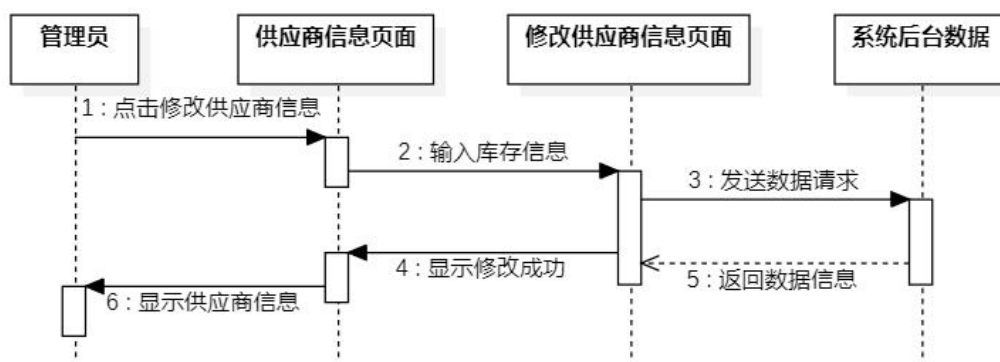 管理员
供应商信息页面
修改供应商信息页面
系统后台数据
1 : 点击修改供应商信息
2 : 输入库存信息
3 : 发送数据请求
4 : 显示修改成功
5 : 返回数据信息
6 : 显示供应商信息